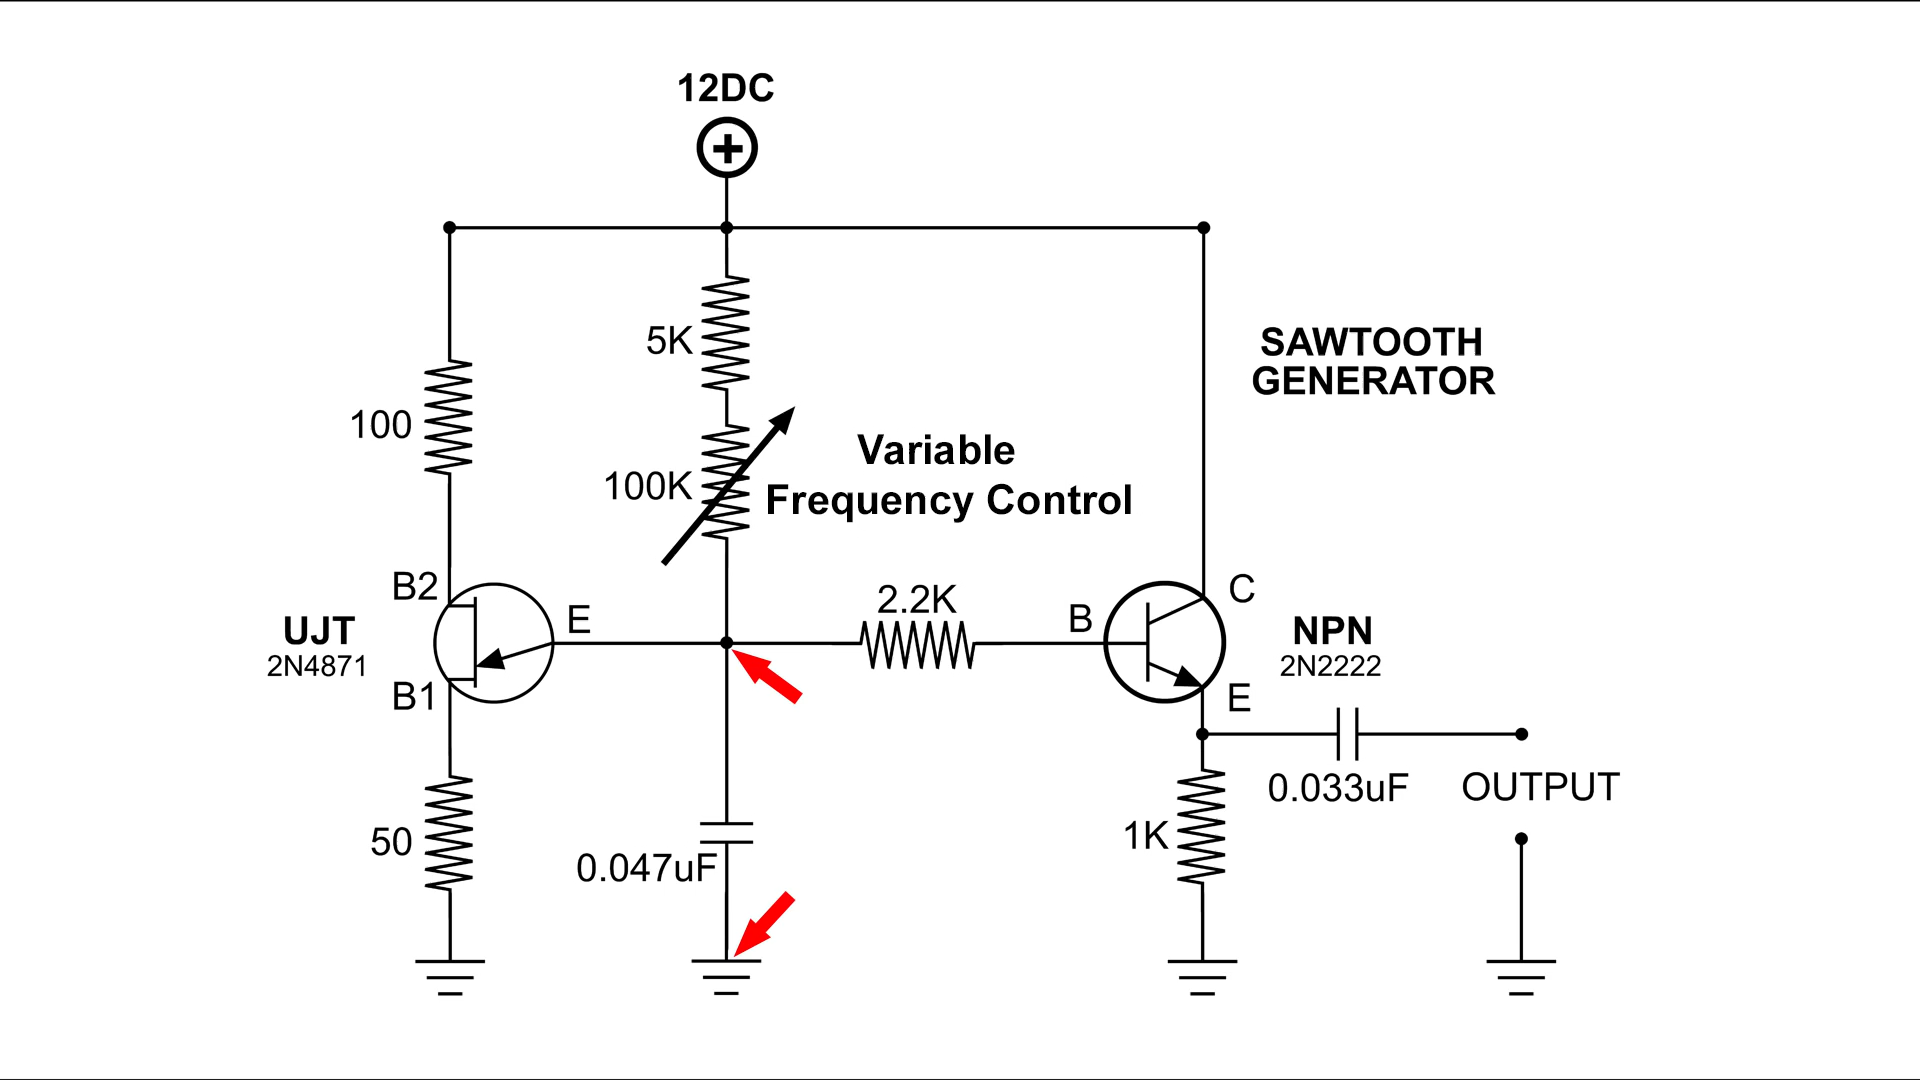 12DC
+
SAWTOOTH
GENERATOR
5K
100
Variable
Frequency Control
100K
B2
2.2K
C
UJT
2N4871
E
B
NPN
2N2222
B1
E
0.033uF
OUTPUT
50
0.047uF
1K